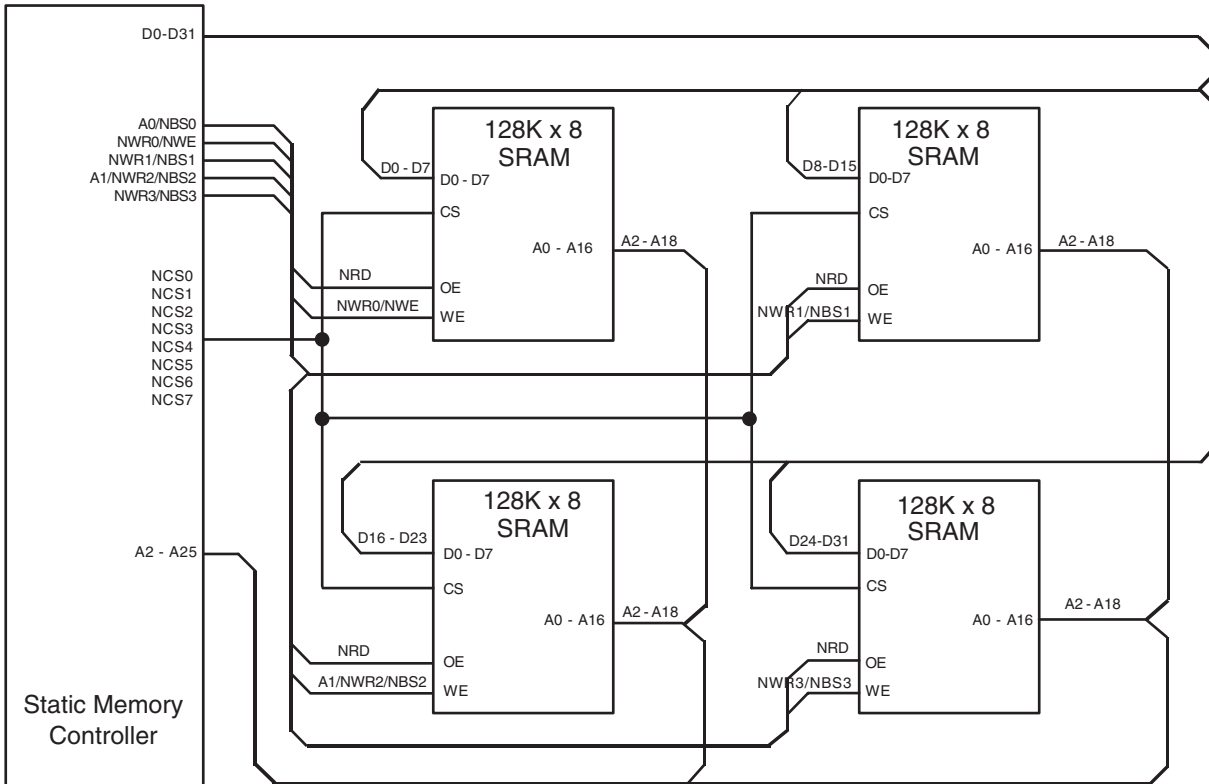 D0-D31
A0/NBS0
NWR0/NWE
NWR1/NBS1
A1/NWR2/NBS2
NWR3/NBS3
NCS0
NCS1
NCS2
NCS3
NCS4
NCS5
NCS6
NCS7
A2 - A25
Static Memory
Controller
128K x 8
SRAM
D0 - D7
D0 - D7
CS
A0 - A16
A2 - A18
NRD
OE
NWR0/NWE
WE
128K x 8
SRAM
D8-D15
D0-D7
CS
A0 - A16
A2 - A18
NRD
OE
NWR1/NBS1
WE
128K x 8
SRAM
D16 - D23
D0 - D7
CS
A0 - A16
A2 - A18
NRD
OE
A1/NWR2/NBS2
WE
128K x 8
SRAM
D24-D31
D0-D7
CS
A0 - A16
A2 - A18
NRD
OE
NWR3/NBS3
WE